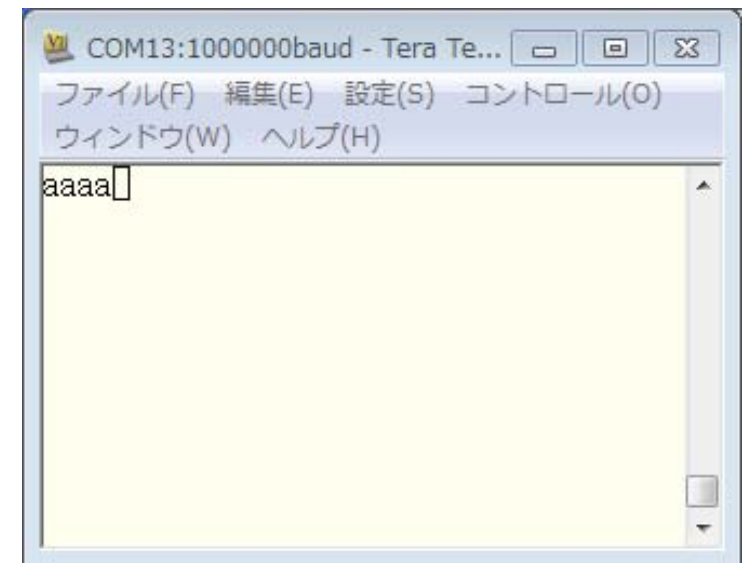 COM13:1000000baud - Tera Te...
ファイル(F) 編集(E) 設定(S) コントロール(O)
ウィンドウ(W) ヘルプ(H)
aaaa